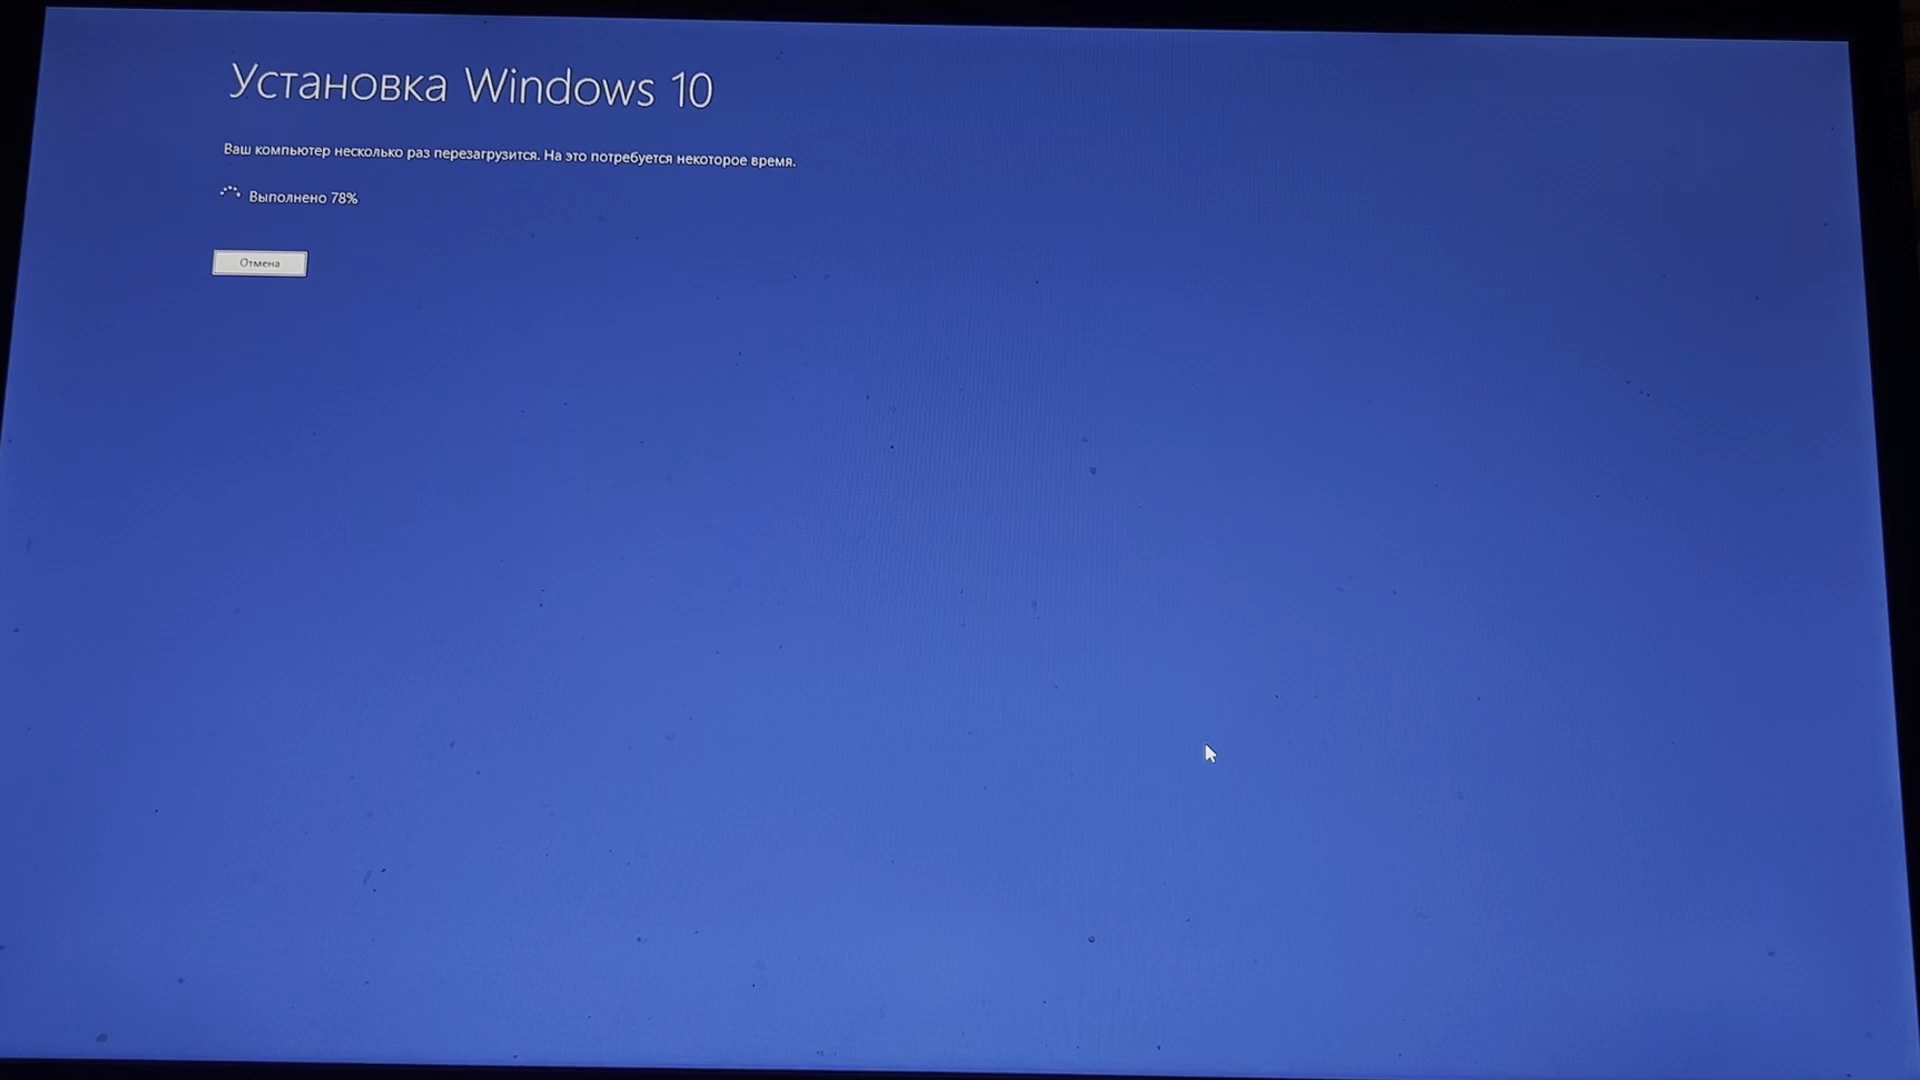 Установка Windows 10
Ваш компьютер несколько раз перезагрузится. На это потребуется некоторое время.
Выполнено 78%
Отмена